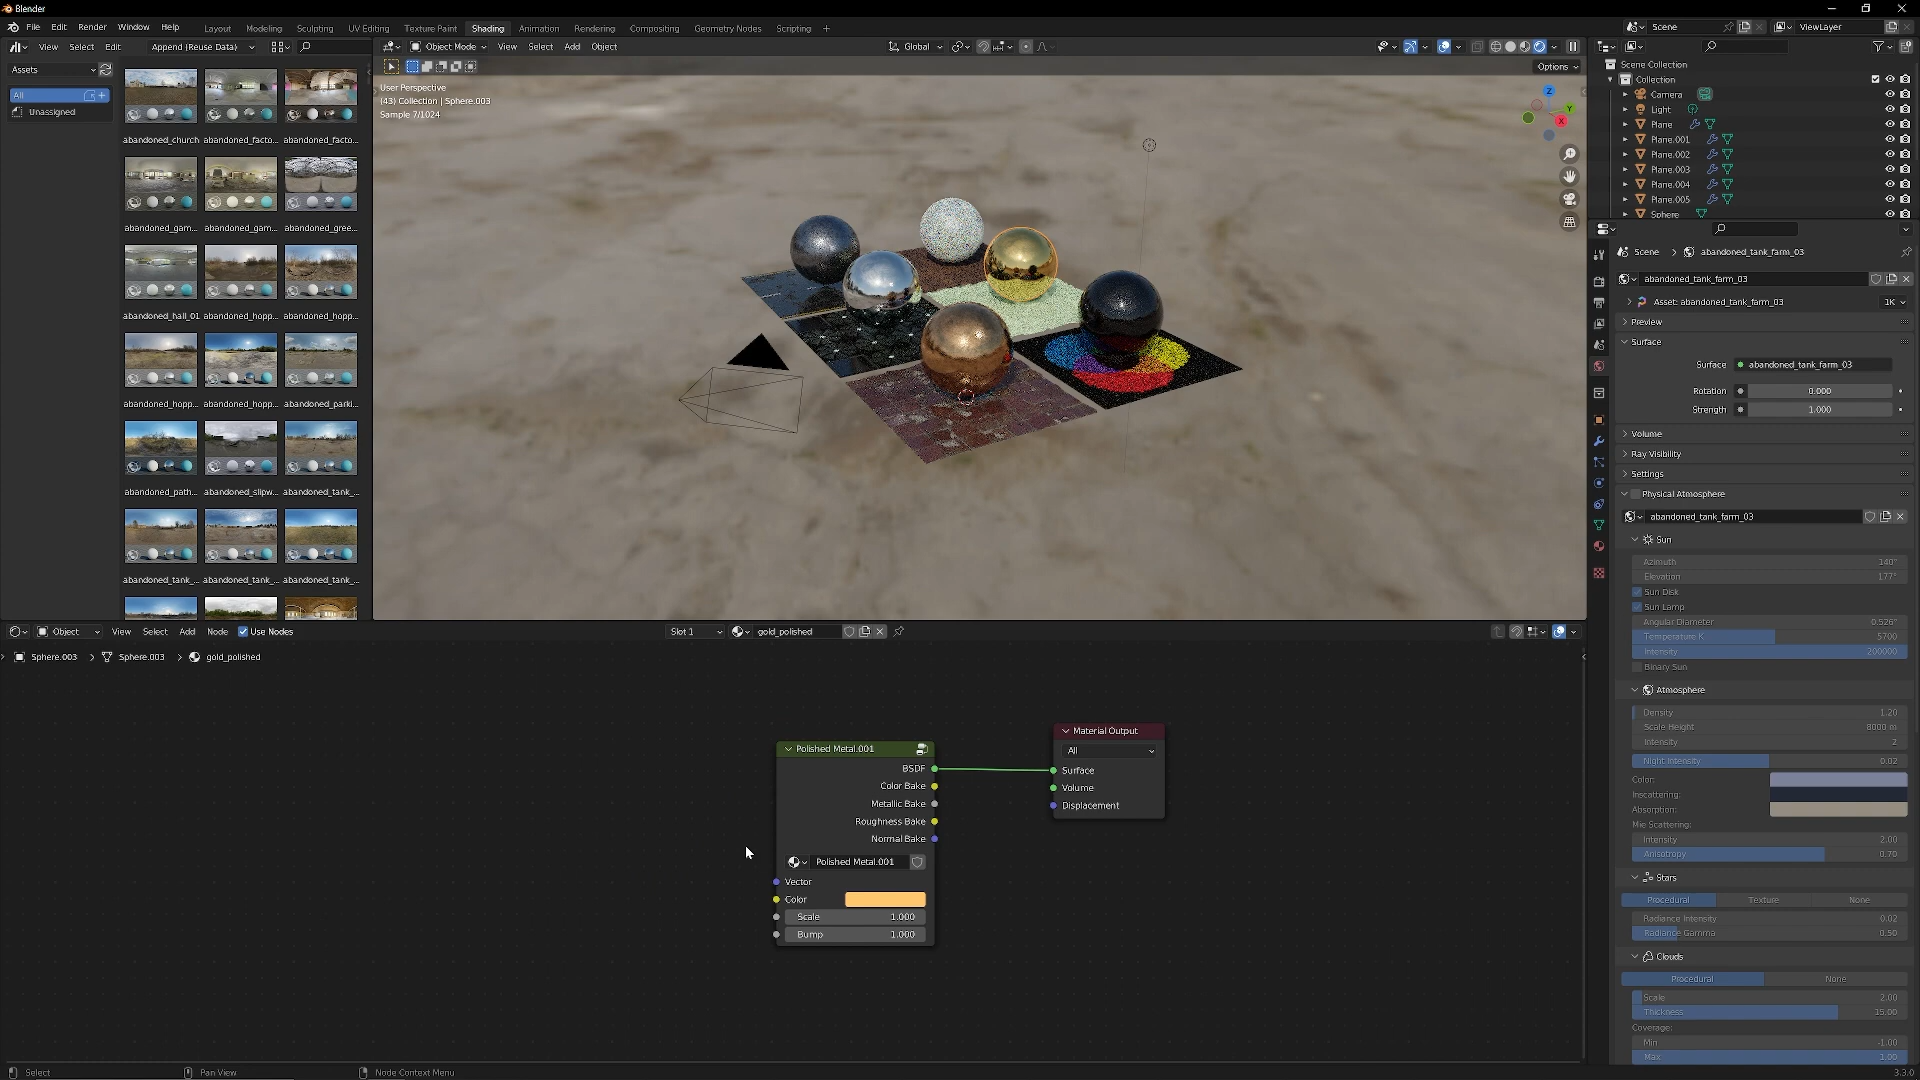 Blender
File Edit Render Window Help Layout Modeling Sculpting UV Editing Texture Paint Shading Animation Rendering Compositing Geometry Nodes Scripting + Scene ViewLayer
View Select Edit Append (Reuse Data)
Object Mode View Select Add Object Global
Options
Assets
All
Unassigned
abandoned_church abandoned_facto... abandoned_facto...
abandoned_gam... abandoned_gam... abandoned_gree...
abandoned_hall_01 abandoned_hopp... abandoned_hopp...
abandoned_hopp... abandoned_hopp... abandoned_parki...
abandoned_path... abandoned_slipw... abandoned_tank_...
abandoned_tank_... abandoned_tank_... abandoned_tank_...
User Perspective
(43) Collection | Sphere.003
Sample 7/1024
Z
Y
X
Scene Collection
Collection
Camera
Light
Plane
Plane.001
Plane.002
Plane.003
Plane.004
Plane.005
Sphere
Scene > abandoned_tank_farm_03
abandoned_tank_farm_03
Asset: abandoned_tank_farm_03 1K
Preview
Surface
Surface abandoned_tank_farm_03
Rotation 0.000
Strength 1.000
Volume
Ray Visibility
Settings
Physical Atmosphere
abandoned_tank_farm_03
Sun
Azimuth 140°
Elevation 177°
Sun Disk
Sun Lamp
Angular Diameter 0.526°
Temperature K 5700
Intensity 200000
Binary Sun
Atmosphere
Density 1.20
Scale Height 8000 m
Intensity 2
Night Intensity 0.02
Color:
Inscattering:
Absorption:
Mie Scattering:
Intensity 2.00
Anisotropy 0.70
Stars
Procedural Texture None
Radiance Intensity 0.02
Radiance Gamma 0.50
Clouds
Procedural None
Scale 2.00
Thickness 15.00
Coverage:
Min -1.00
Max 1.00
Object View Select Add Node Use Nodes Slot 1 gold_polished
Sphere.003 > Sphere.003 > gold_polished
Polished Metal.001
BSDF
Color Bake
Metallic Bake
Roughness Bake
Normal Bake
Polished Metal.001
Vector
Color
Scale 1.000
Bump 1.000
Material Output
All
Surface
Volume
Displacement
Select Pan View Node Context Menu 3.3.0